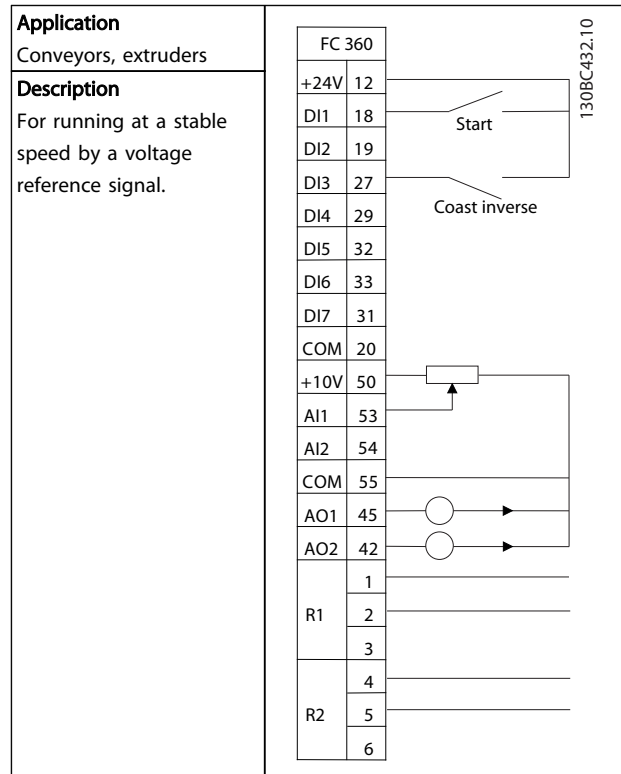 Application
Conveyors, extruders
Description
For running at a stable
speed by a voltage
reference signal.
FC 360
+24V 12
DI1 18
DI2 19
DI3 27
DI4 29
DI5 32
DI6 33
DI7 31
COM 20
+10V 50
AI1 53
AI2 54
COM 55
AO1 45
AO2 42
R1
1
2
3
R2
4
5
6
Start
Coast inverse
130BC432.10